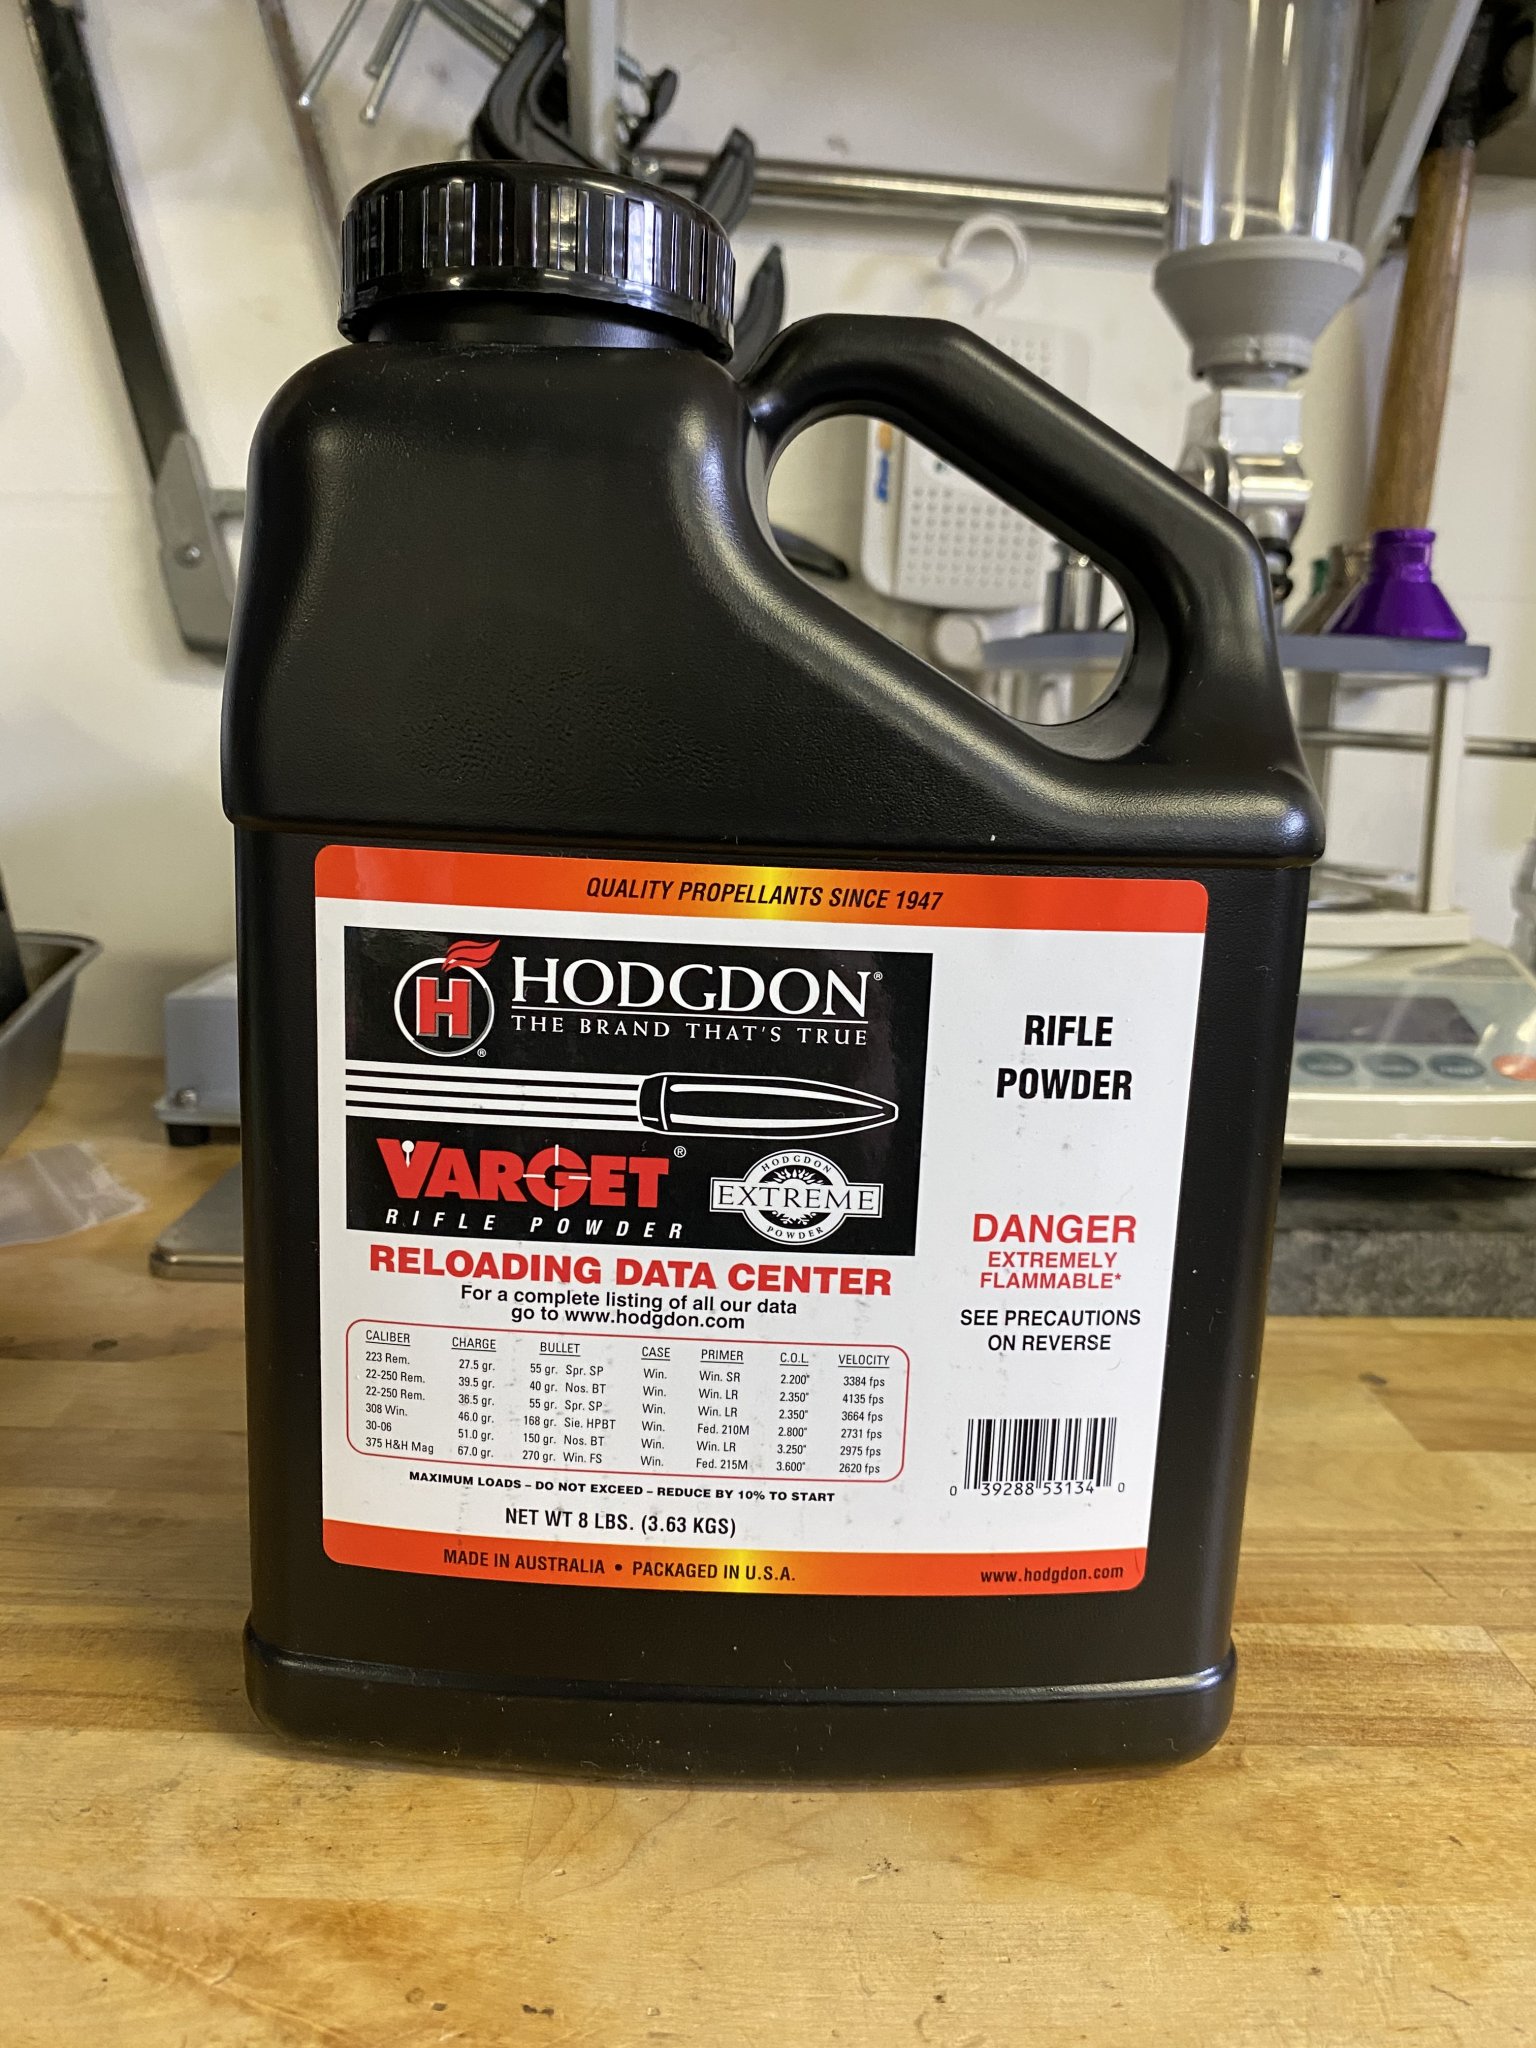 QUALITY PROPELLANTS SINCE 1947
H ®
HODGDON®
THE BRAND THAT'S TRUE
VARGET®
RIFLE POWDER
HODGDON
EXTREME
POWDER
RIFLE
POWDER
DANGER
EXTREMELY
FLAMMABLE*
SEE PRECAUTIONS
ON REVERSE
RELOADING DATA CENTER
For a complete listing of all our data
go to www.hodgdon.com
CALIBER CHARGE BULLET CASE PRIMER C.O.L. VELOCITY
223 Rem. 27.5 gr. 55 gr. Spr. SP Win. Win. SR 2.200" 3384 fps
22-250 Rem. 39.5 gr. 40 gr. Nos. BT Win. Win. LR 2.350" 4135 fps
22-250 Rem. 36.5 gr. 55 gr. Spr. SP Win. Win. LR 2.350" 3664 fps
308 Win. 46.0 gr. 168 gr. Sie. HPBT Win. Fed. 210M 2.800" 2731 fps
30-06 51.0 gr. 150 gr. Nos. BT Win. Win. LR 3.250" 2975 fps
375 H&H Mag 67.0 gr. 270 gr. Win. FS Win. Fed. 215M 3.600" 2620 fps
MAXIMUM LOADS – DO NOT EXCEED – REDUCE BY 10% TO START
NET WT 8 LBS. (3.63 KGS)
0 39288 53134 0
MADE IN AUSTRALIA • PACKAGED IN U.S.A.
www.hodgdon.com